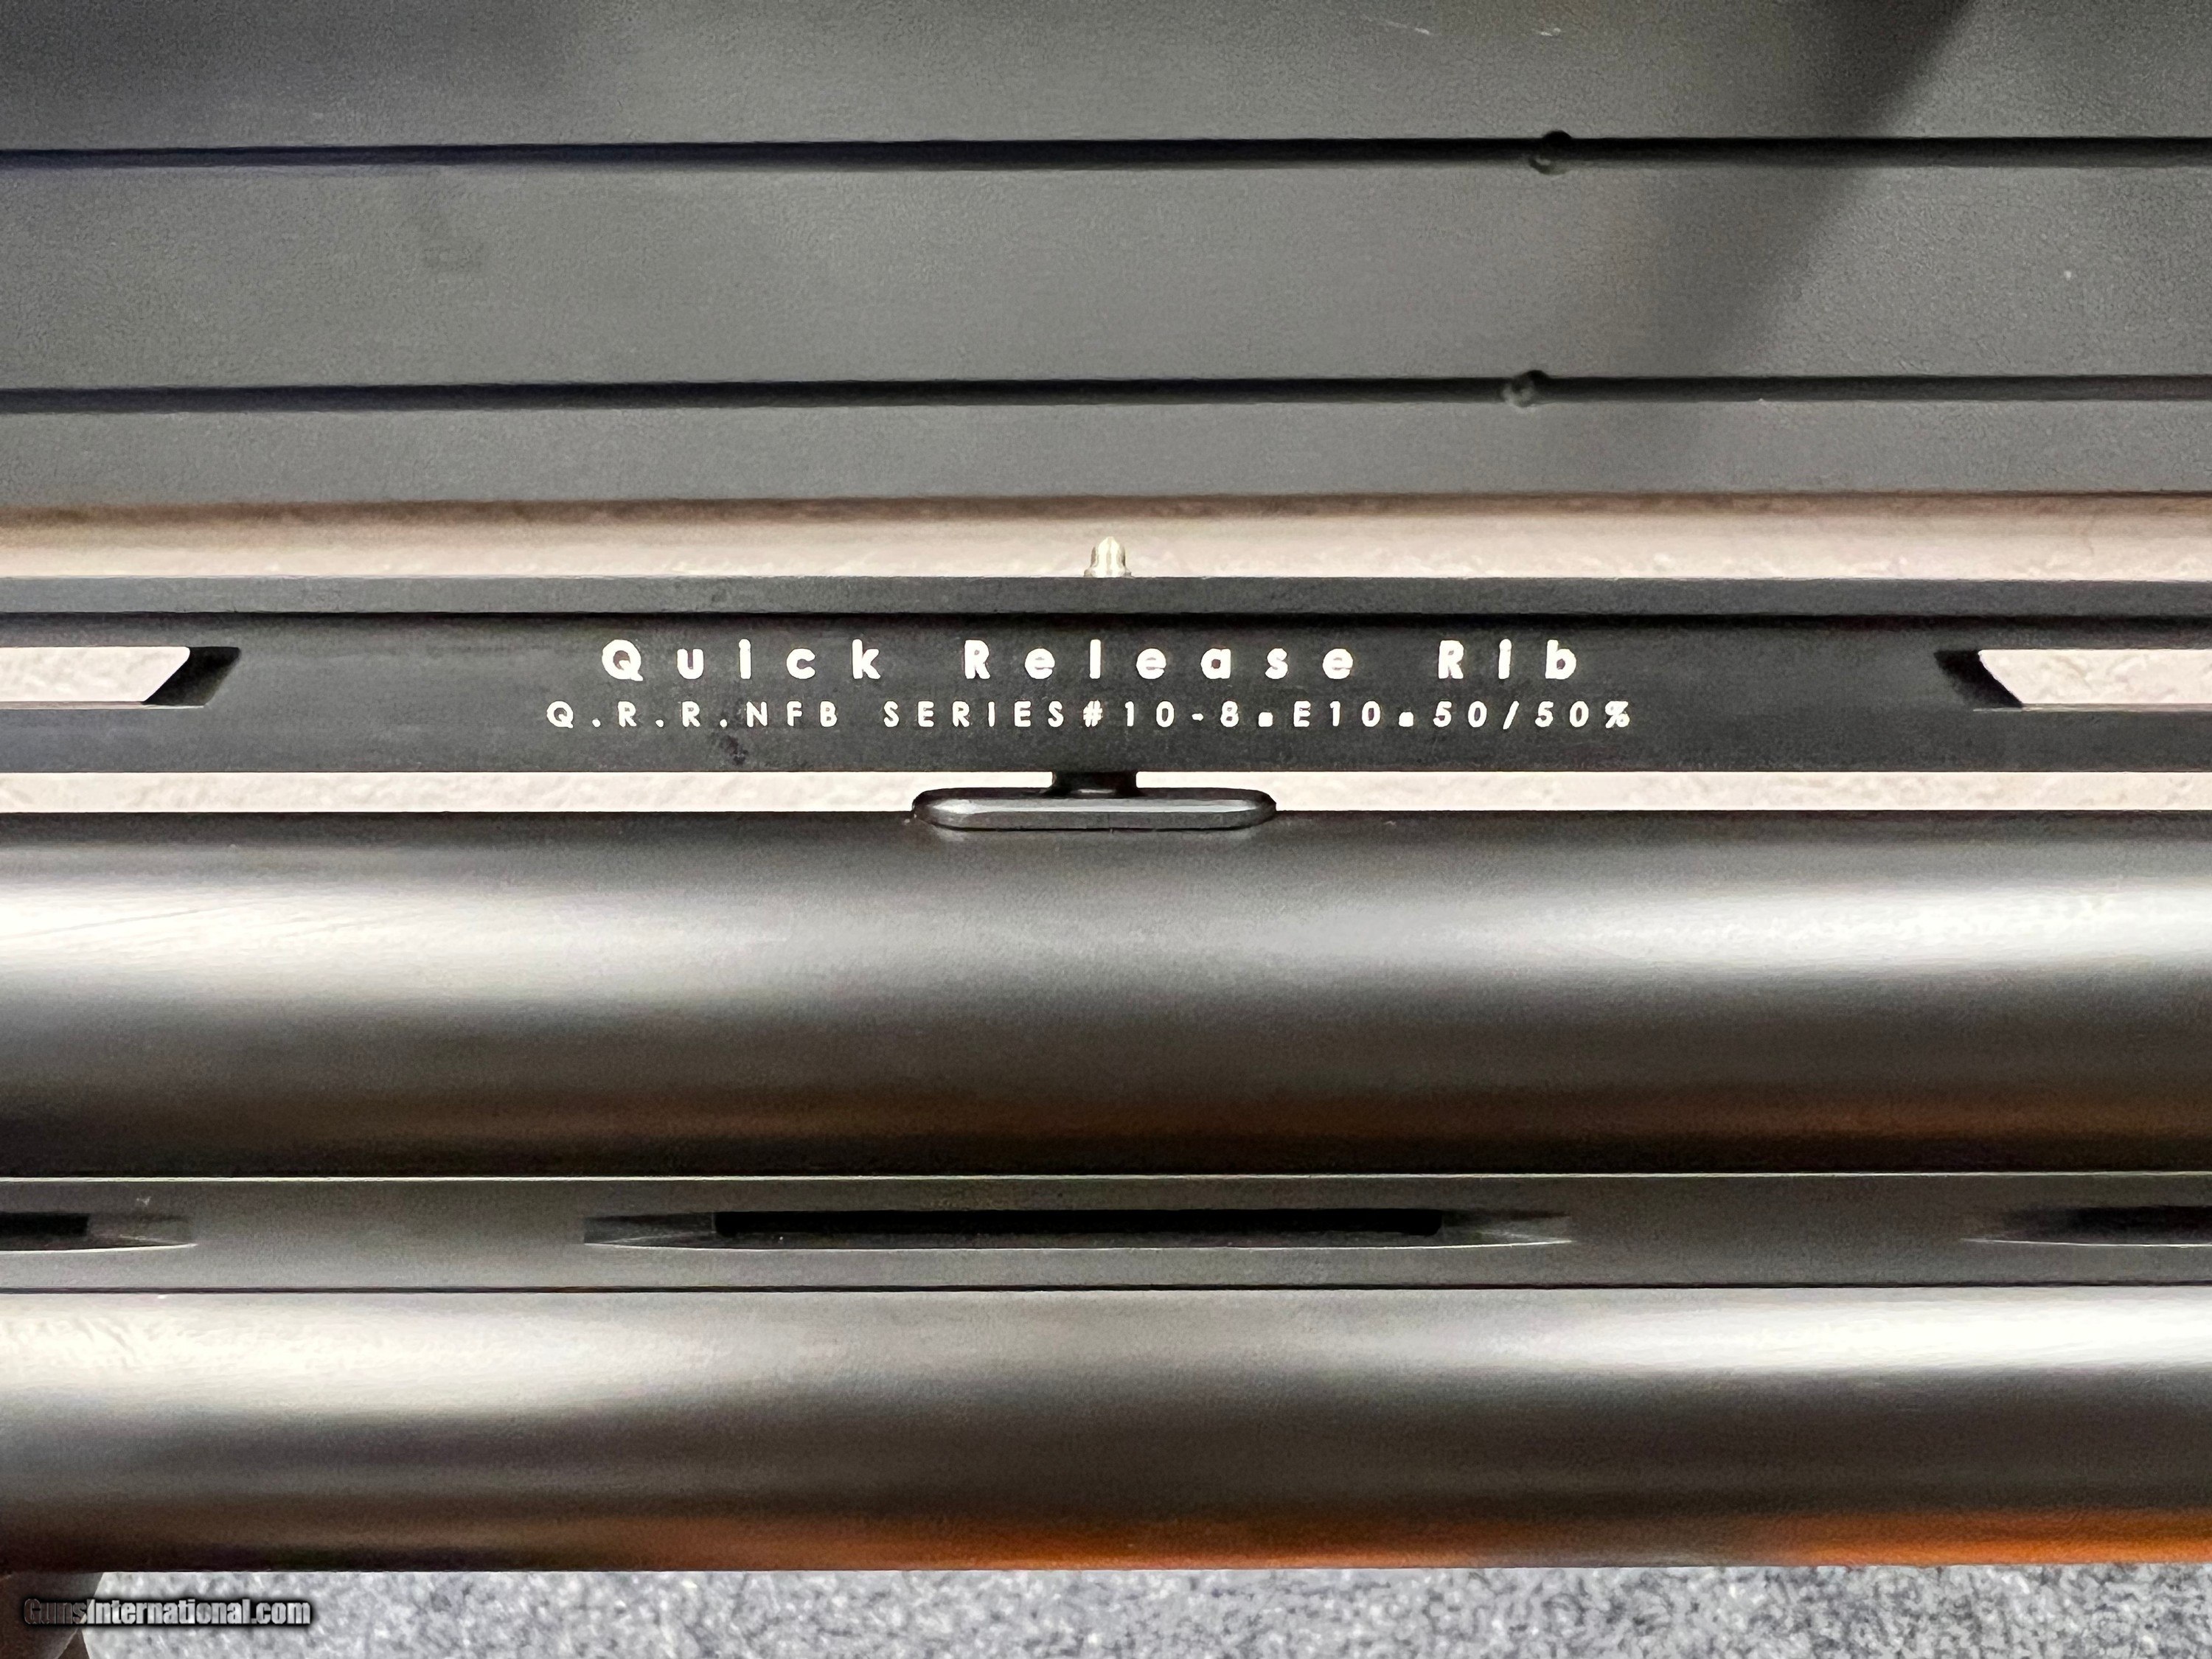 Quick Release Rib
Q.R.R.NFB SERIES#10-8.E10.50/50%
GunsInternational.com